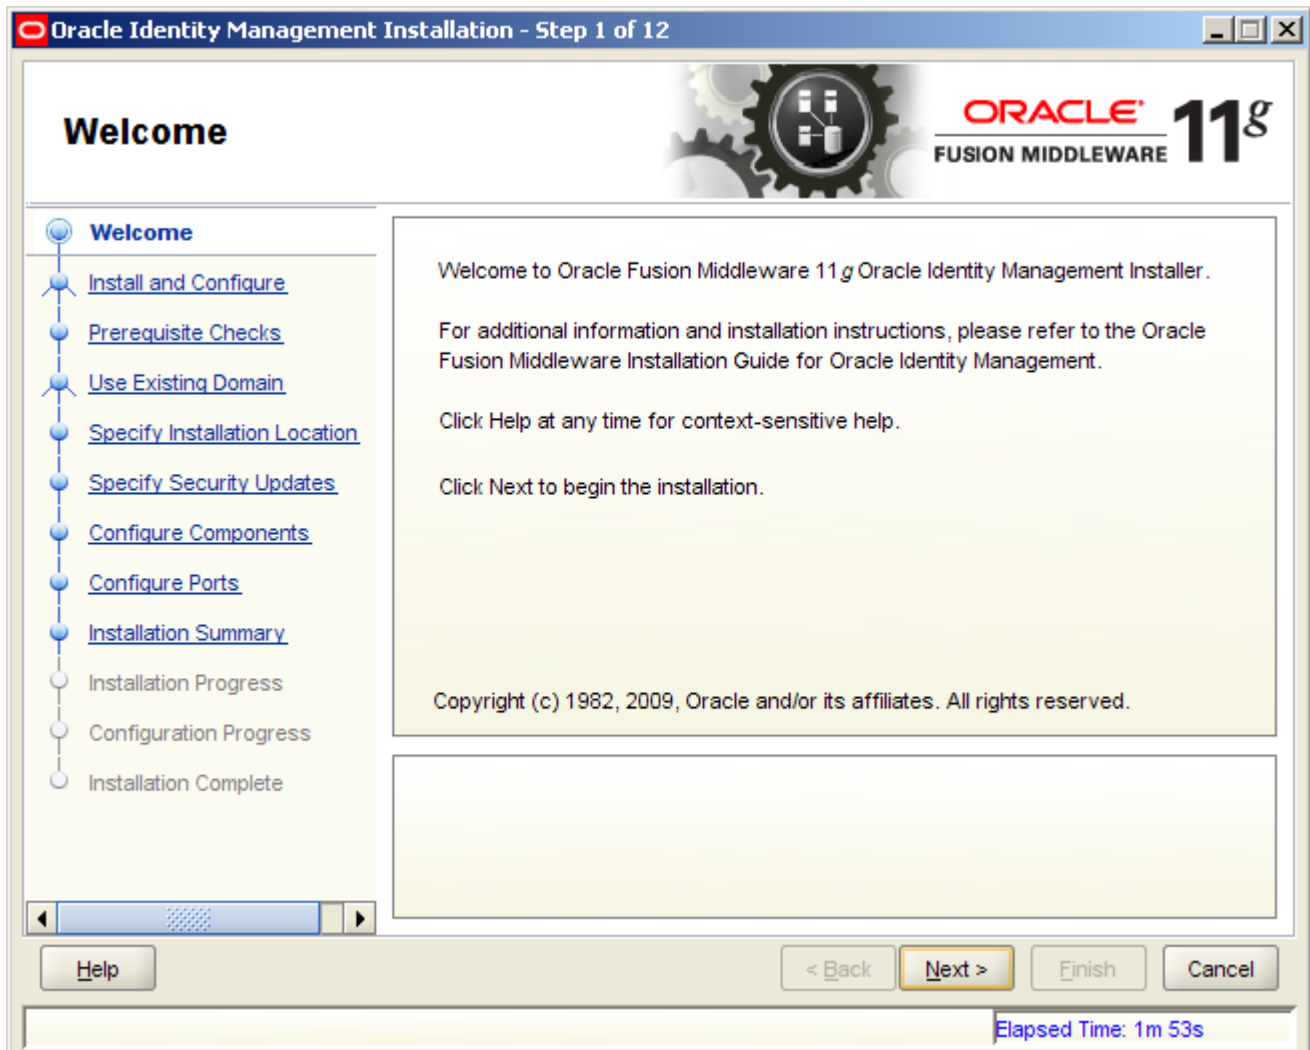 Oracle Identity Management Installation - Step 1 of 12
Welcome
ORACLE®
FUSION MIDDLEWARE
11g
Welcome
Install and Configure
Prerequisite Checks
Use Existing Domain
Specify Installation Location
Specify Security Updates
Configure Components
Configure Ports
Installation Summary
Installation Progress
Configuration Progress
Installation Complete
Welcome to Oracle Fusion Middleware 11g Oracle Identity Management Installer.
For additional information and installation instructions, please refer to the Oracle
Fusion Middleware Installation Guide for Oracle Identity Management.
Click Help at any time for context-sensitive help.
Click Next to begin the installation.
Copyright (c) 1982, 2009, Oracle and/or its affiliates. All rights reserved.
Help
< Back
Next >
Finish
Cancel
Elapsed Time: 1m 53s